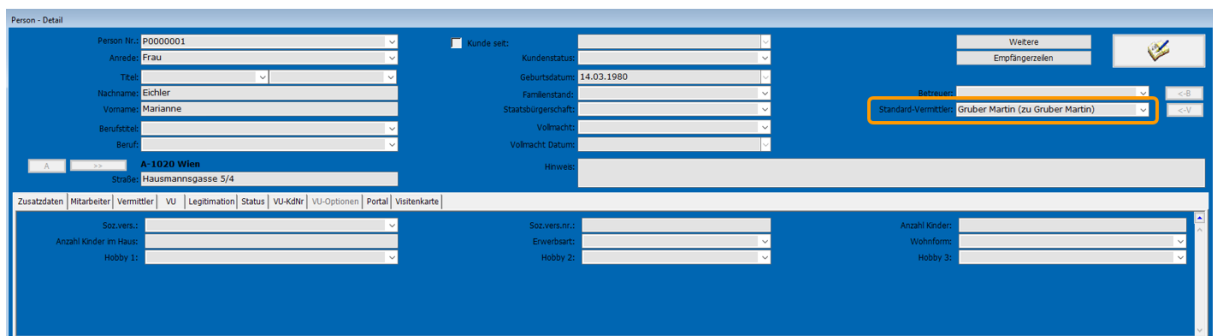 Person - Detail
Person Nr.: P0000001 Kunde seit: Weitere
Anrede: Frau Kundenstatus: Empfängerzeilen
Titel: Geburtsdatum: 14.03.1980
Nachname: Eichler Familienstand: Betreuer: <-B
Vorname: Marianne Staatsbürgerschaft: Standard-Vermittler: Gruber Martin (zu Gruber Martin) <-V
Berufstitel: Vollmacht:
Beruf: Vollmacht Datum:
A >> A-1020 Wien Hinweis:
Straße: Hausmannsgasse 5/4
Zusatzdaten Mitarbeiter Vermittler VU Legitimation Status VU-KdNr VU-Optionen Portal Visitenkarte
Soz.vers.: Soz.vers.nr.: Anzahl Kinder:
Anzahl Kinder im Haus: Erwerbsart: Wohnform:
Hobby 1: Hobby 2: Hobby 3: